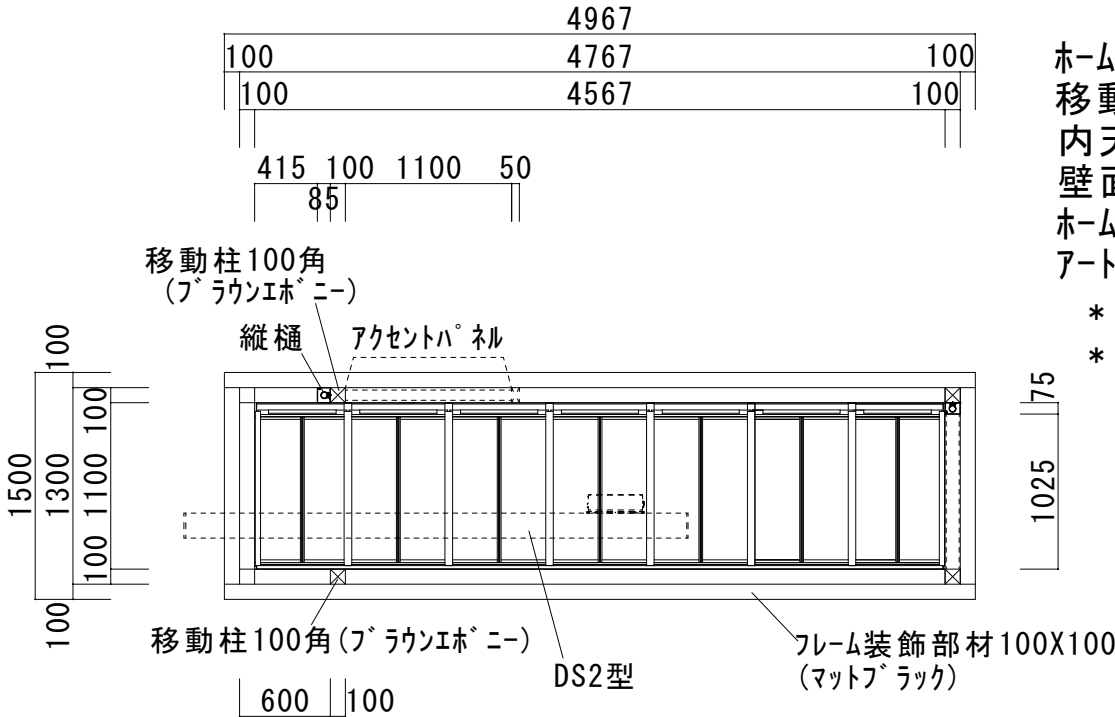 4967
100 4767 100
100 4567 100
415 100 1100 50
85
ホーム
移動
内天
壁面
ホーム
アート
*
*
移動柱100角
(ブラウンエボニー)
縦樋 アクセントパネル
100
1500
1300
100
1100
100
100
75
1025
移動柱100角(ブラウンエボニー)
DS2型
フレーム装飾部材100X100
(マットブラック)
600 100